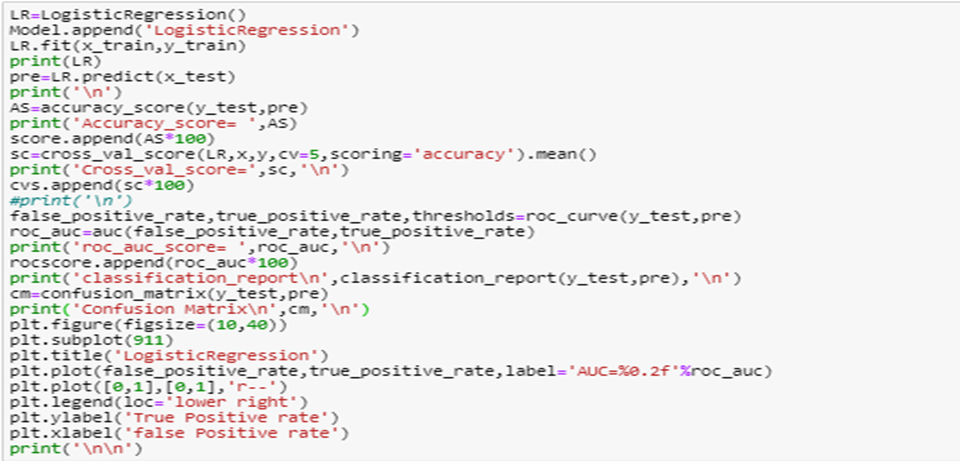 LR=LogisticRegression()
Model.append('LogisticRegression')
LR.fit(x_train,y_train)
print(LR)
pre=LR.predict(x_test)
print('\n')
AS=accuracy_score(y_test,pre)
print('Accuracy_score= ',AS)
score.append(AS*100)
sc=cross_val_score(LR,x,y,cv=5,scoring='accuracy').mean()
print('Cross_val_score=',sc,'\n')
cvs.append(sc*100)
#print('\n')
false_positive_rate,true_positive_rate,thresholds=roc_curve(y_test,pre)
roc_auc=auc(false_positive_rate,true_positive_rate)
print('roc_auc_score= ',roc_auc,'\n')
rocscore.append(roc_auc*100)
print('classification_report\n',classification_report(y_test,pre),'\n')
cm=confusion_matrix(y_test,pre)
print('Confusion Matrix\n',cm,'\n')
plt.figure(figsize=(10,40))
plt.subplot(911)
plt.title('LogisticRegression')
plt.plot(false_positive_rate,true_positive_rate,label='AUC=%0.2f'%roc_auc)
plt.plot([0,1],[0,1],'r--')
plt.legend(loc='lower right')
plt.ylabel('True Positive rate')
plt.xlabel('false Positive rate')
print('\n\n')